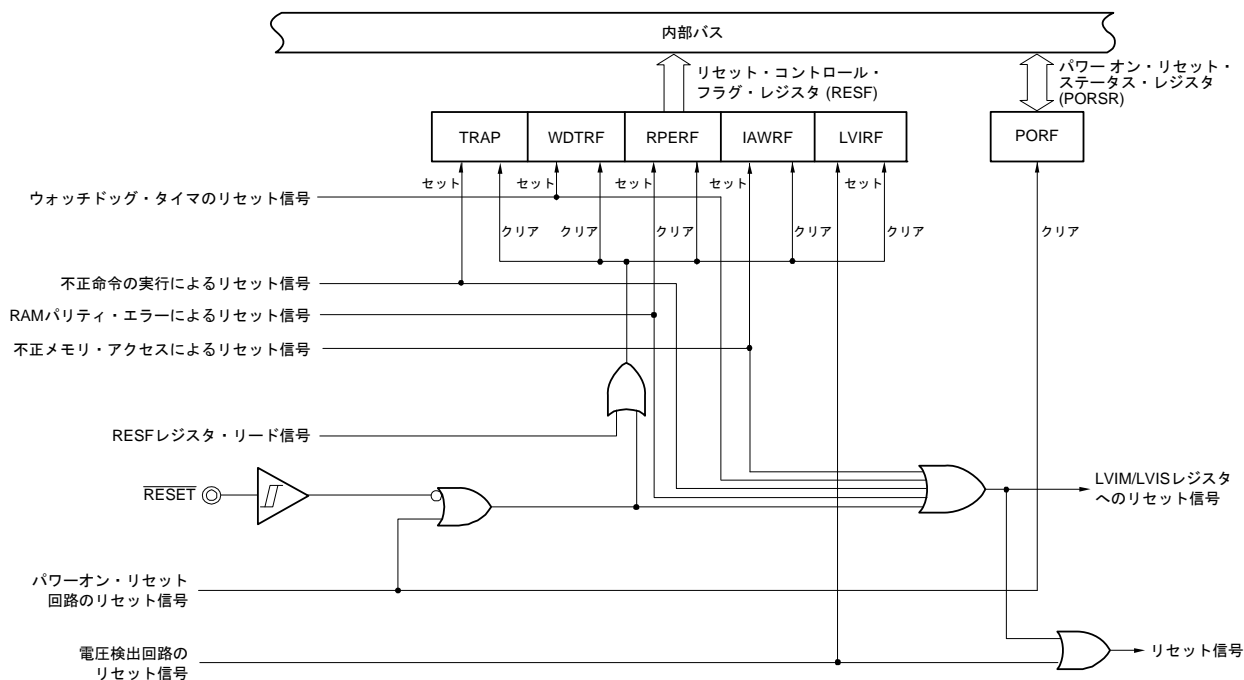 内部バス
リセット・コントロール・
フラグ・レジスタ (RESF)
パワー オン・リセット・
ステータス・レジスタ
(PORSR)
TRAP
WDTRF
RPERF
IAWRF
LVIRF
PORF
セット
セット
セット
セット
セット
ウォッチドッグ・タイマのリセット信号
クリア
クリア
クリア
クリア
クリア
クリア
不正命令の実行によるリセット信号
RAMパリティ・エラーによるリセット信号
不正メモリ・アクセスによるリセット信号
RESFレジスタ・リード信号
RESET
LVIM/LVISレジスタ
へのリセット信号
パワーオン・リセット
回路のリセット信号
電圧検出回路の
リセット信号
リセット信号